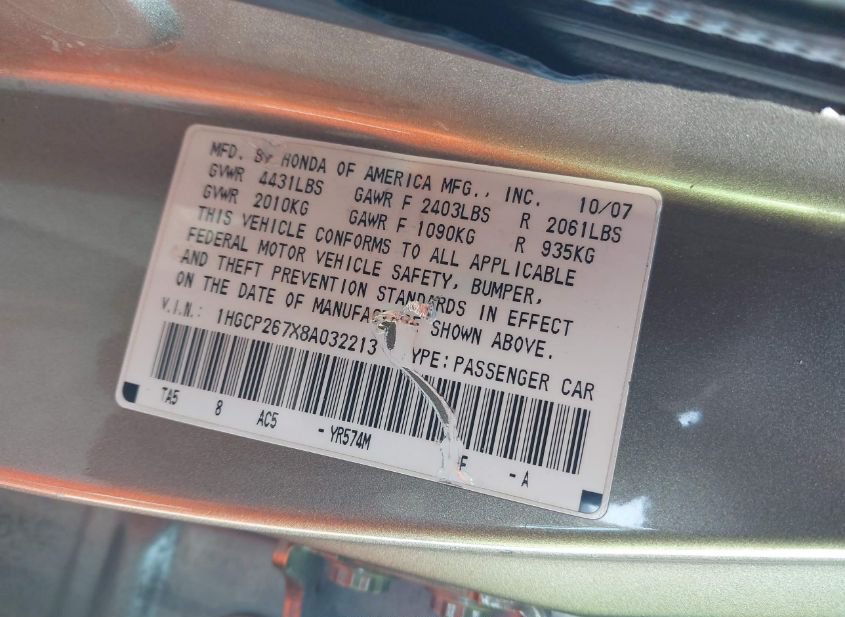 MFD. BY HONDA OF AMERICA MFG., INC. 10/07
GVWR 4431LBS GAWR F 2403LBS R 2061LBS
GVWR 2010KG GAWR F 1090KG R 935KG
THIS VEHICLE CONFORMS TO ALL APPLICABLE
FEDERAL MOTOR VEHICLE SAFETY, BUMPER,
AND THEFT PREVENTION STANDARDS IN EFFECT
ON THE DATE OF MANUFAC SHOWN ABOVE.
V.I.N.: 1HGCP267X8A032213 YPE: PASSENGER CAR
TA5 8 AC5 - YR574M F - A